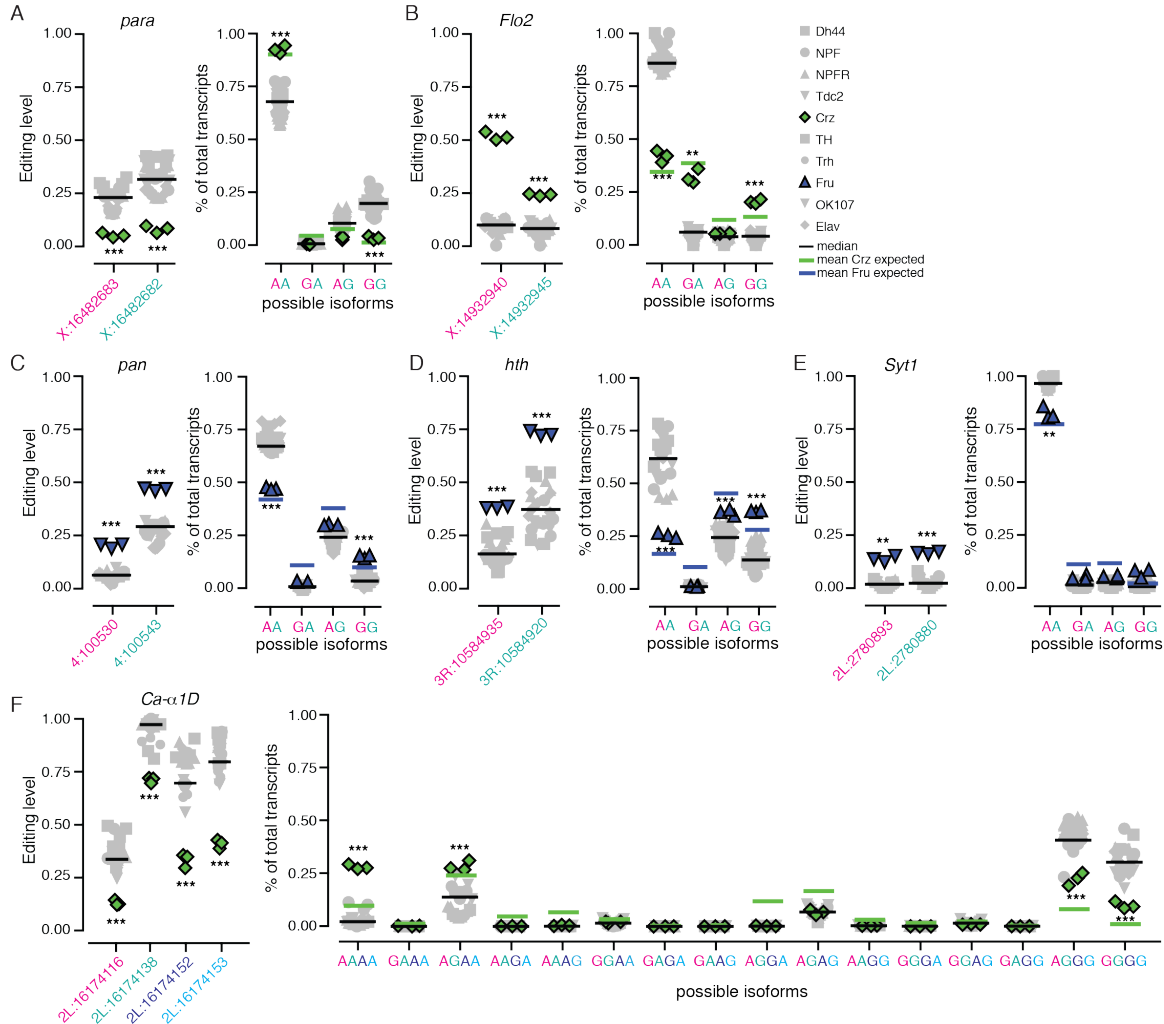 A
para
Editing level
1.00
0.75
0.50
0.25
0.00
***
***
X:16482683
X:16482682
% of total transcripts
1.00
0.75
0.50
0.25
0.00
***
***
AA GA AG GG
possible isoforms
B
Flo2
Editing level
1.00
0.75
0.50
0.25
0.00
***
***
X:14932940
X:14932945
% of total transcripts
1.00
0.75
0.50
0.25
0.00
***
**
***
AA GA AG GG
possible isoforms
Dh44
NPF
NPFR
Tdc2
Crz
TH
Trh
Fru
OK107
Elav
median
mean Crz expected
mean Fru expected
C
pan
Editing level
1.00
0.75
0.50
0.25
0.00
***
***
4:100530
4:100543
% of total transcripts
1.00
0.75
0.50
0.25
0.00
***
***
AA GA AG GG
possible isoforms
D
hth
Editing level
1.00
0.75
0.50
0.25
0.00
***
***
3R:10584935
3R:10584920
% of total transcripts
1.00
0.75
0.50
0.25
0.00
***
***
***
AA GA AG GG
possible isoforms
E
Syt1
Editing level
1.00
0.75
0.50
0.25
0.00
**
***
2L:2780893
2L:2780880
% of total transcripts
1.00
0.75
0.50
0.25
0.00
**
AA GA AG GG
possible isoforms
F
Ca-α1D
Editing level
1.00
0.75
0.50
0.25
0.00
***
***
***
***
2L:16174116
2L:16174138
2L:16174152
2L:16174153
% of total transcripts
1.00
0.75
0.50
0.25
0.00
***
***
***
***
AAAA GAAA AGAA AAGA AAAG GGAA GAGA GAAG AGGA AGAG AAGG GGGA GGAG GAGG AGGG GGGG
possible isoforms